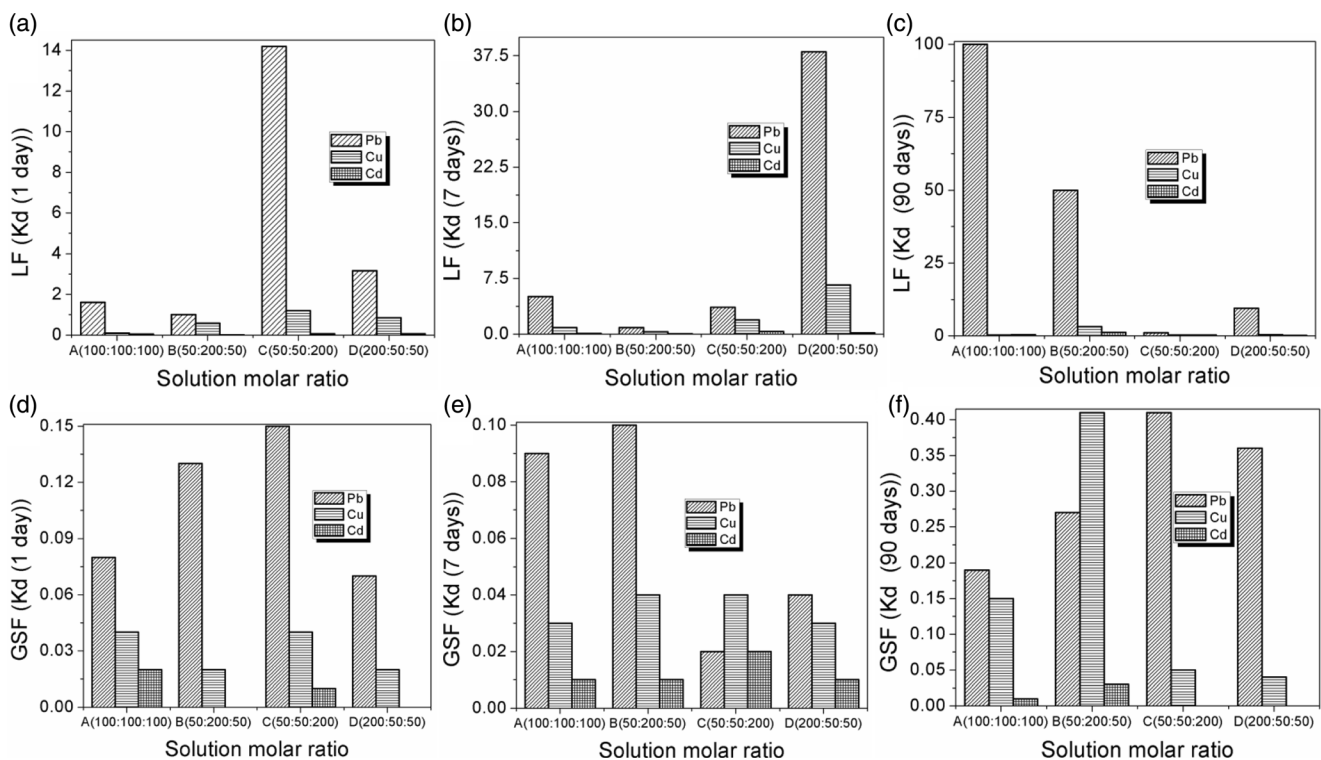 (a)
LF (Kd (1 day))
14
12
10
8
6
4
2
0
Pb
Cu
Cd
A(100:100:100) B(50:200:50) C(50:50:200) D(200:50:50)
Solution molar ratio
(b)
LF (Kd (7 days))
37.5
30.0
22.5
15.0
7.5
0.0
Pb
Cu
Cd
A(100:100:100) B(50:200:50) C(50:50:200) D(200:50:50)
Solution molar ratio
(c)
LF (Kd (90 days))
100
75
50
25
0
Pb
Cu
Cd
A(100:100:100) B(50:200:50) C(50:50:200) D(200:50:50)
Solution molar ratio
(d)
GSF (Kd (1 day))
0.15
0.12
0.09
0.06
0.03
0.00
Pb
Cu
Cd
A(100:100:100) B(50:200:50) C(50:50:200) D(200:50:50)
Solution molar ratio
(e)
GSF (Kd (7 days))
0.10
0.08
0.06
0.04
0.02
0.00
Pb
Cu
Cd
A(100:100:100) B(50:200:50) C(50:50:200) D(200:50:50)
Solution molar ratio
(f)
GSF (Kd (90 days))
0.40
0.35
0.30
0.25
0.20
0.15
0.10
0.05
0.00
Pb
Cu
Cd
A(100:100:100) B(50:200:50) C(50:50:200) D(200:50:50)
Solution molar ratio